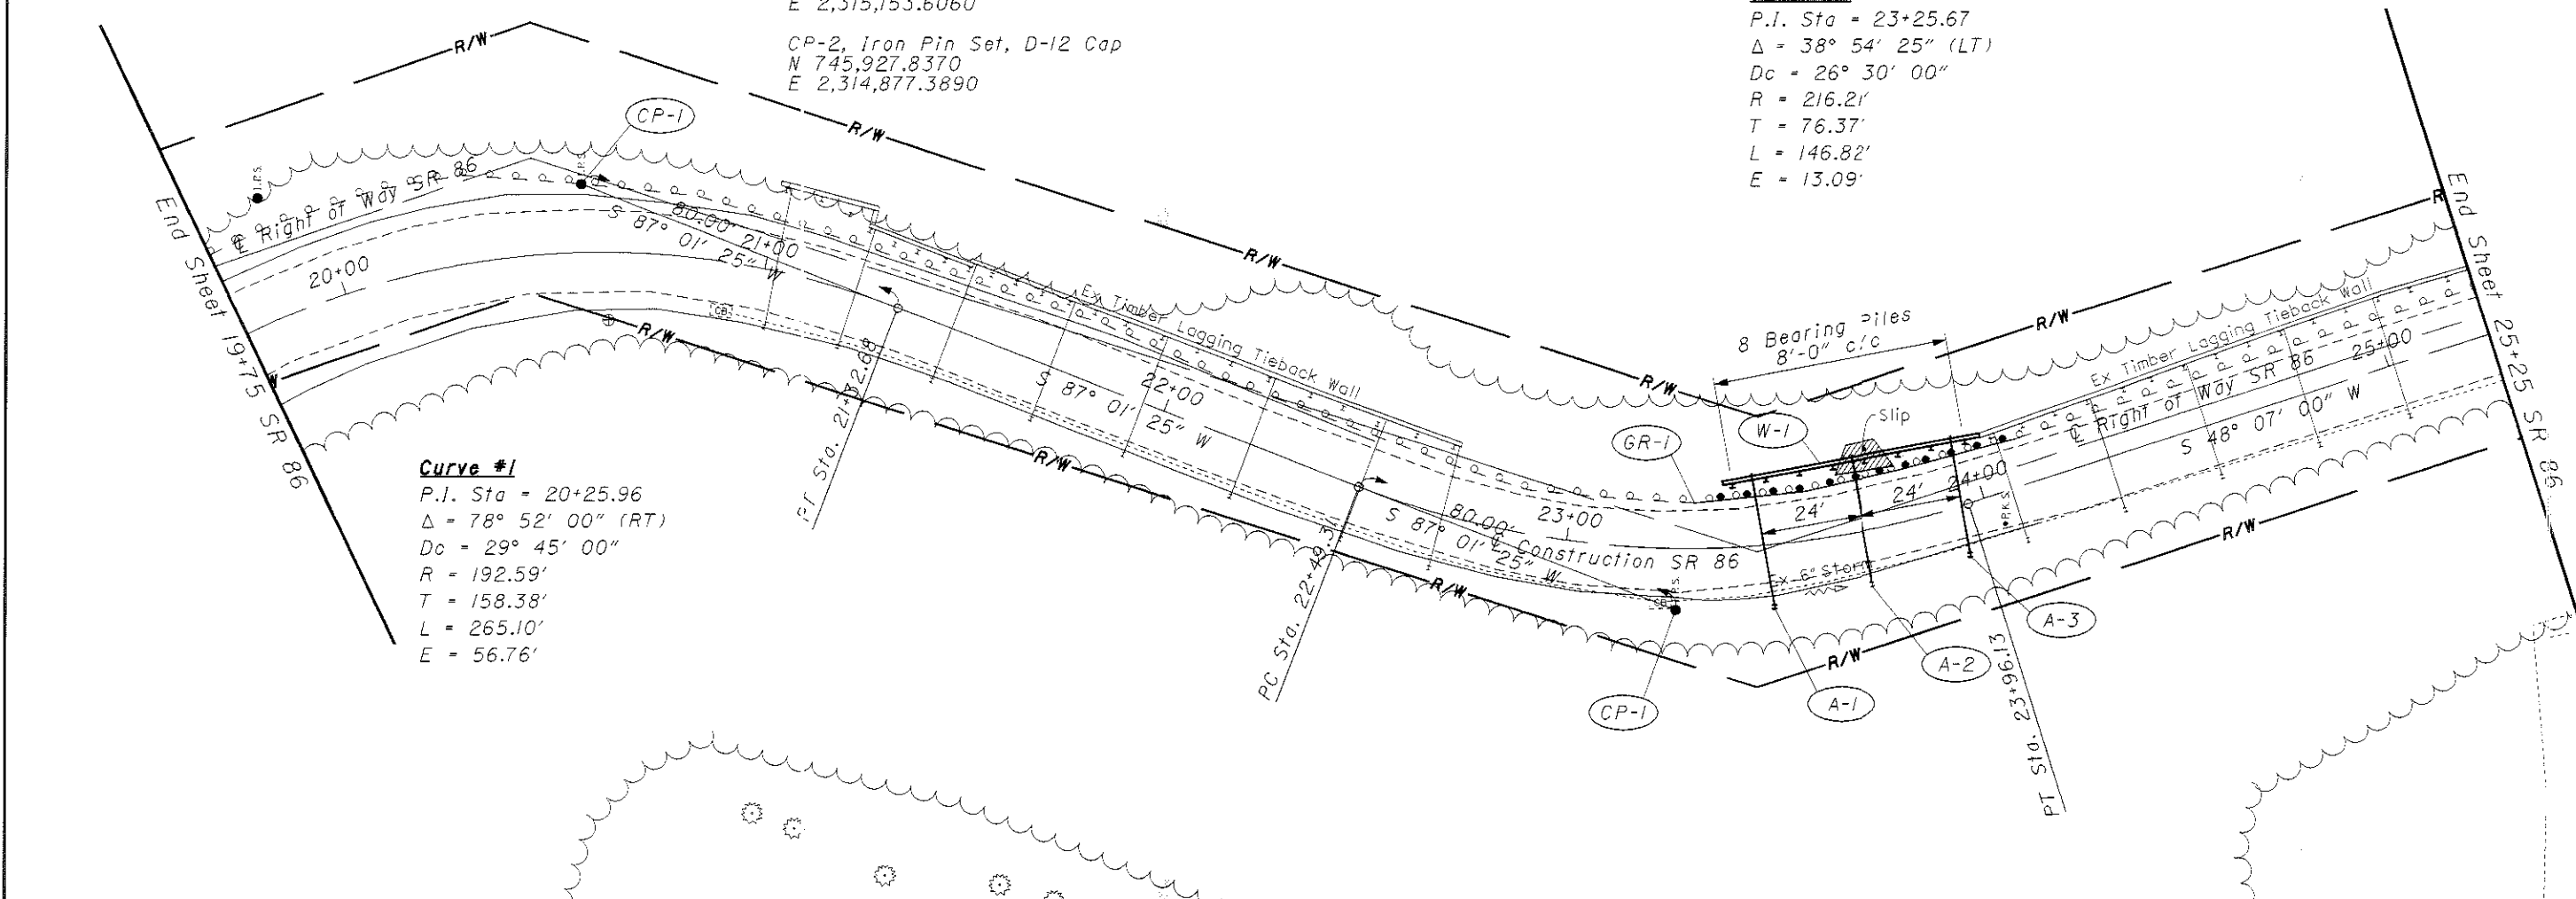 E 2,315,153.6060
CP-2, Iron Pin Set, D-12 Cap
N 745,927.8370
E 2,314,877.3890
P.I. Sta = 23+25.67
Δ = 38° 54' 25" (LT)
Dc = 26° 30' 00"
R = 216.21'
T = 76.37'
L = 146.82'
E = 13.09'
R/W
CP-1
R/W
I.P.S.
℄ Right of Way SR 86
End Sheet 19+75 SR 86
20+00
80.00'
21+00
S 87° 01' 25" W
R/W
R/W
CB
Ex Timber Lagging Tieback Wall
22+00
S 87° 01' 25" W
PT Sta. 21+32.68
R/W
R/W
8 Bearing Piles
8'-0" c/c
R/W
R/W
Slip
W-1
GR-1
Ex Timber Lagging Tieback Wall
℄ Right of Way SR 86
25+00
S 48° 07' 00" W
End Sheet 25+25 SR 86
24+00
24'
24'
23+00
80.00'
S 87° 01' 25" W
℄ Construction SR 86
P.K.S.
R/W
R/W
R/W
PC Sta. 22+49.31
CP-1
A-1
A-2
A-3
R/W
PT Sta. 23+96.13
Curve #1
P.I. Sta = 20+25.96
Δ = 78° 52' 00" (RT)
Dc = 29° 45' 00"
R = 192.59'
T = 158.38'
L = 265.10'
E = 56.76'